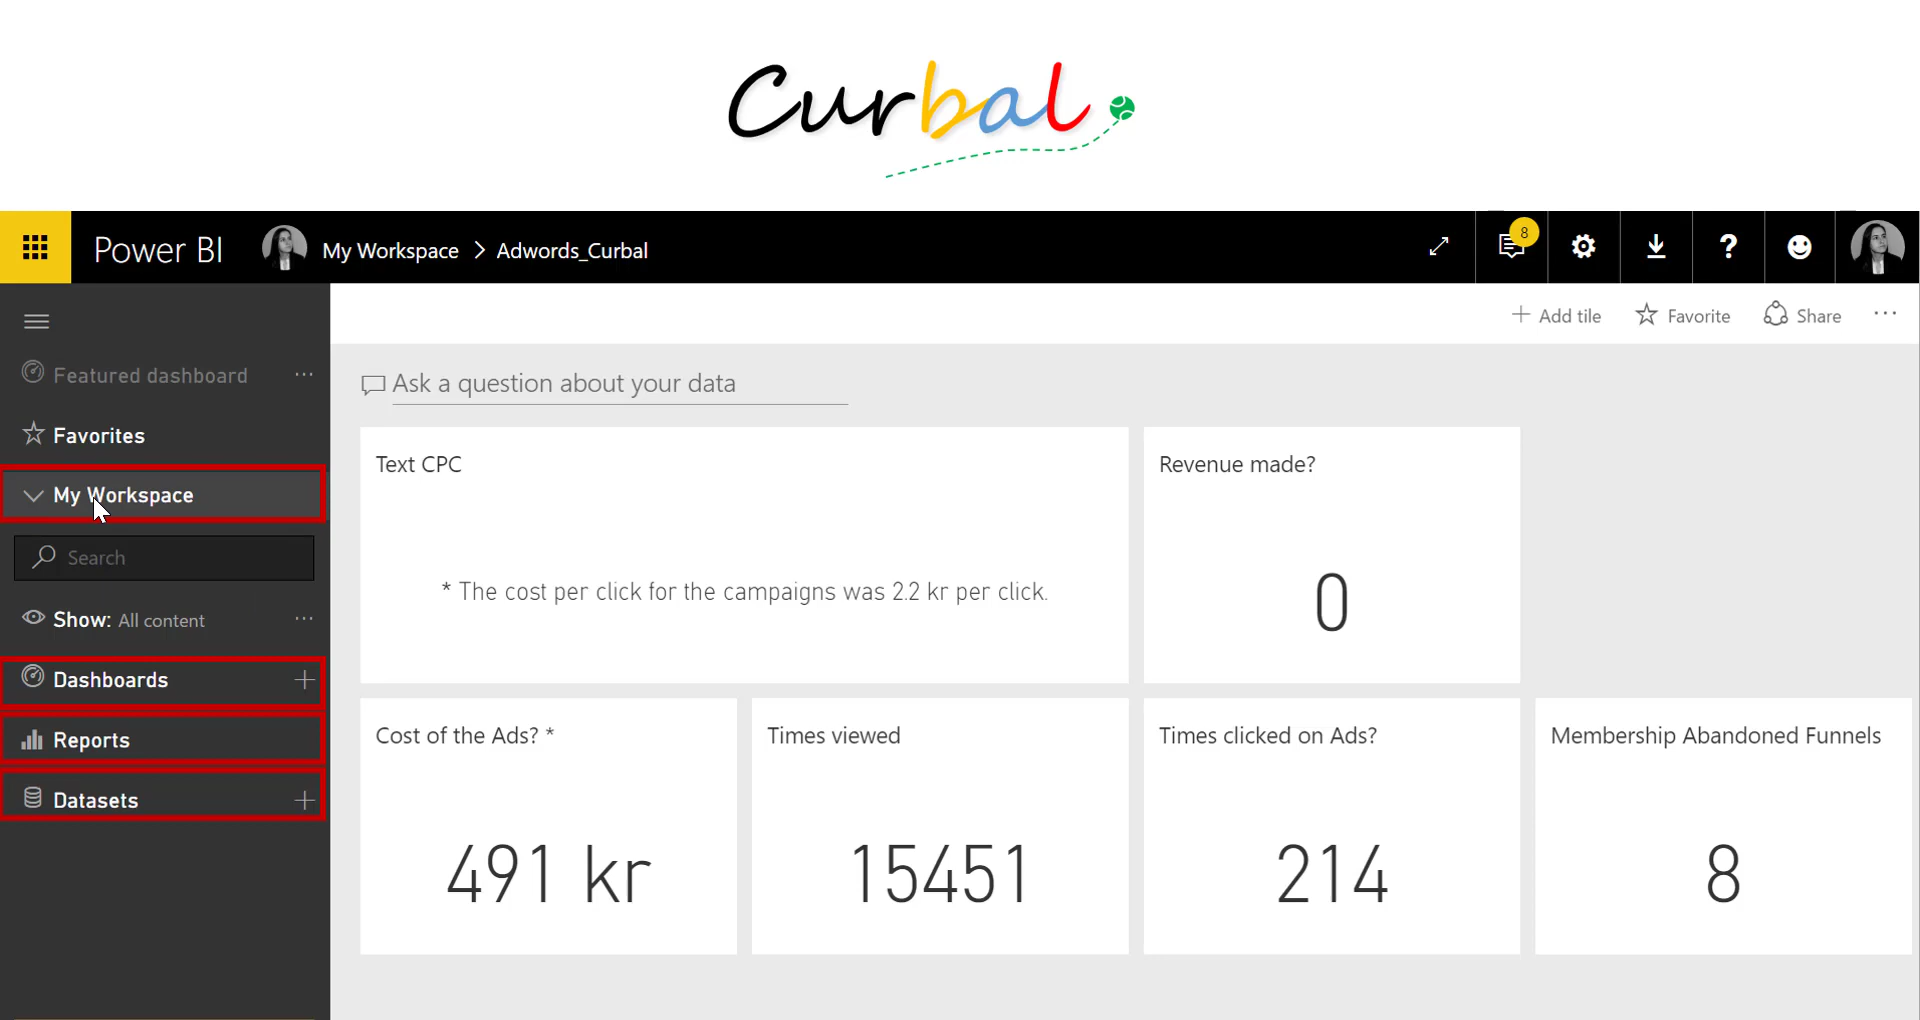 Curbal
Power BI
My Workspace > Adwords_Curbal
8
?
+ Add tile
Favorite
Share
...
Featured dashboard ...
Favorites
My Workspace
Search
Show: All content ...
Dashboards +
Reports
Datasets +
Ask a question about your data
Text CPC
* The cost per click for the campaigns was 2.2 kr per click.
Revenue made?
0
Cost of the Ads? *
491 kr
Times viewed
15451
Times clicked on Ads?
214
Membership Abandoned Funnels
8